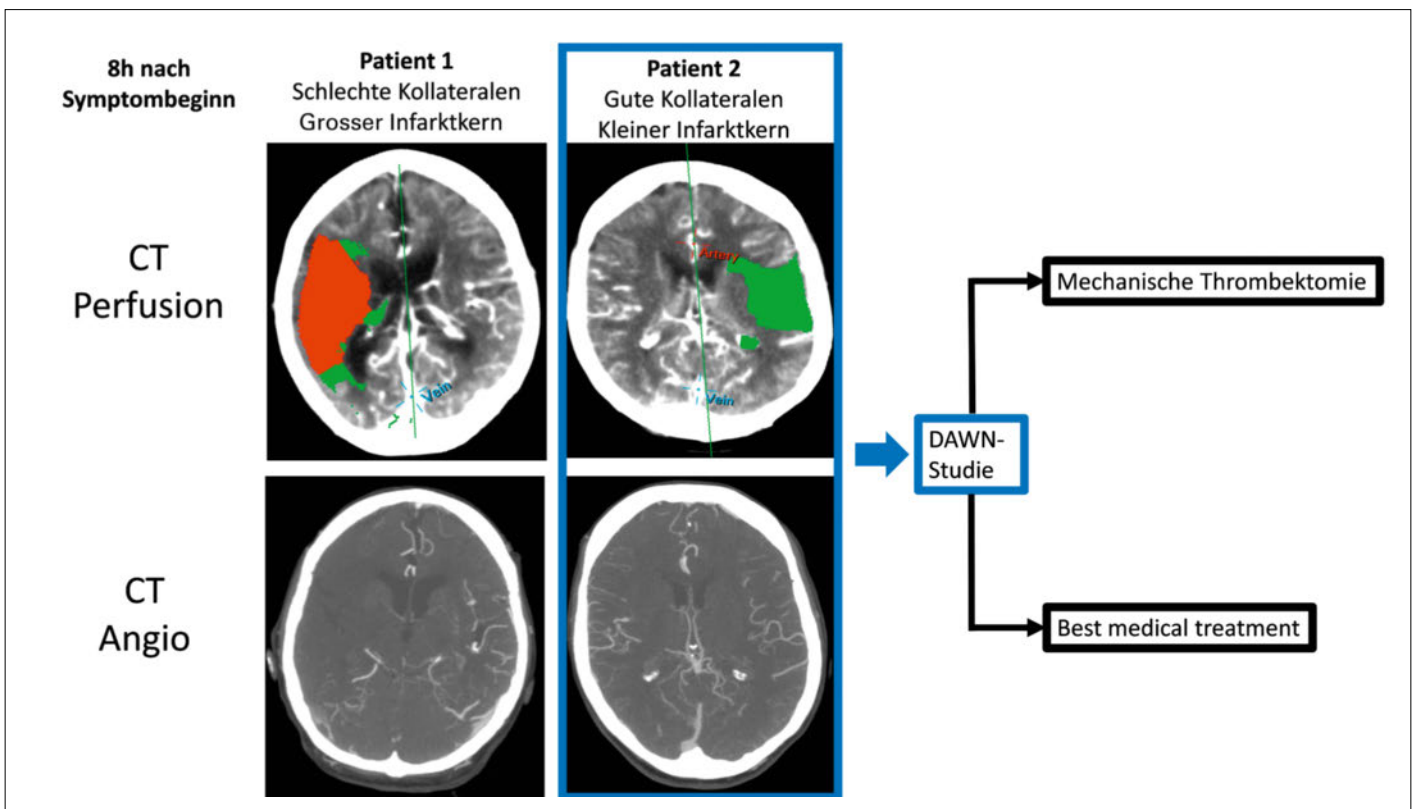 8h nach
Symptombeginn
Patient 1
Schlechte Kollateralen
Grosser Infarktkern
Patient 2
Gute Kollateralen
Kleiner Infarktkern
CT
Perfusion
Vein
Artery
Vein
DAWN-
Studie
Mechanische Thrombektomie
Best medical treatment
CT
Angio